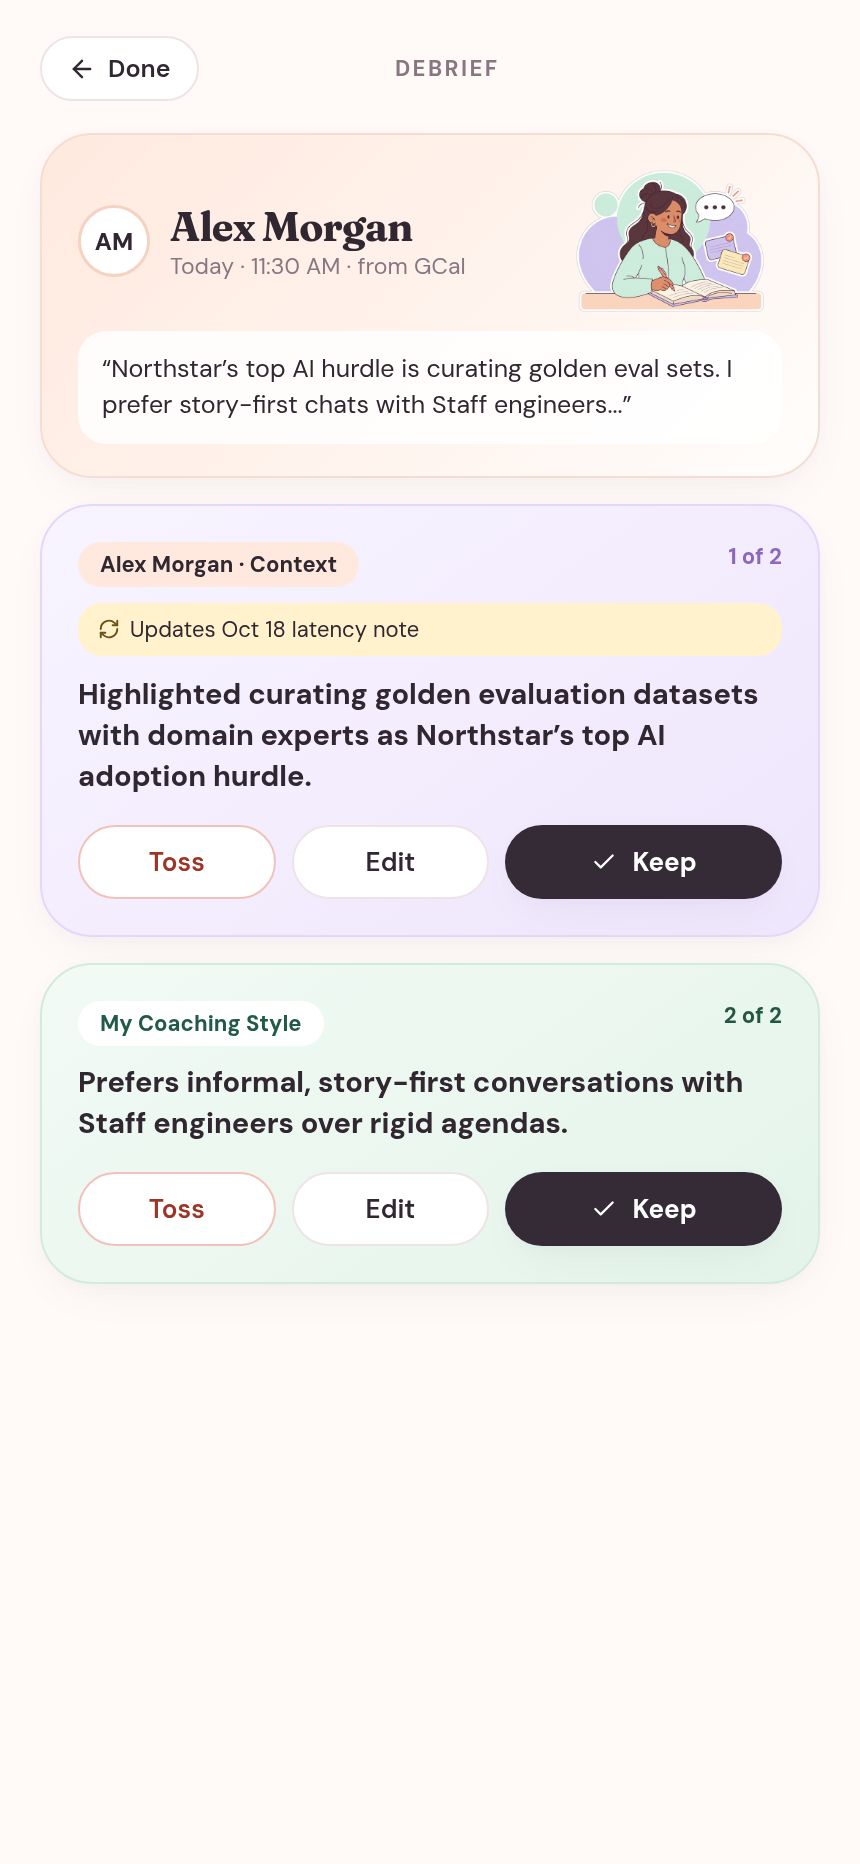 Done
DEBRIEF
AM
Alex Morgan
Today · 11:30 AM · from GCal
“Northstar’s top AI hurdle is curating golden eval sets. I
prefer story-first chats with Staff engineers...”
Alex Morgan · Context
1 of 2
Updates Oct 18 latency note
Highlighted curating golden evaluation datasets
with domain experts as Northstar’s top AI
adoption hurdle.
Toss
Edit
Keep
My Coaching Style
2 of 2
Prefers informal, story-first conversations with
Staff engineers over rigid agendas.
Toss
Edit
Keep